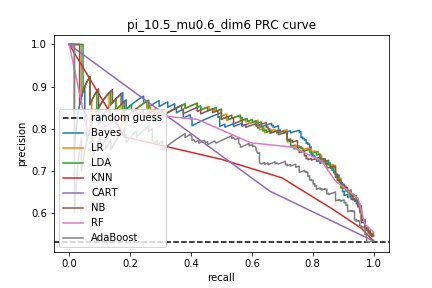 pi_10.5_mu0.6_dim6 PRC curve
1.0
0.9
0.8
0.7
0.6
precision
random guess
Bayes
LR
LDA
KNN
CART
NB
RF
AdaBoost
0.0 0.2 0.4 0.6 0.8 1.0
recall